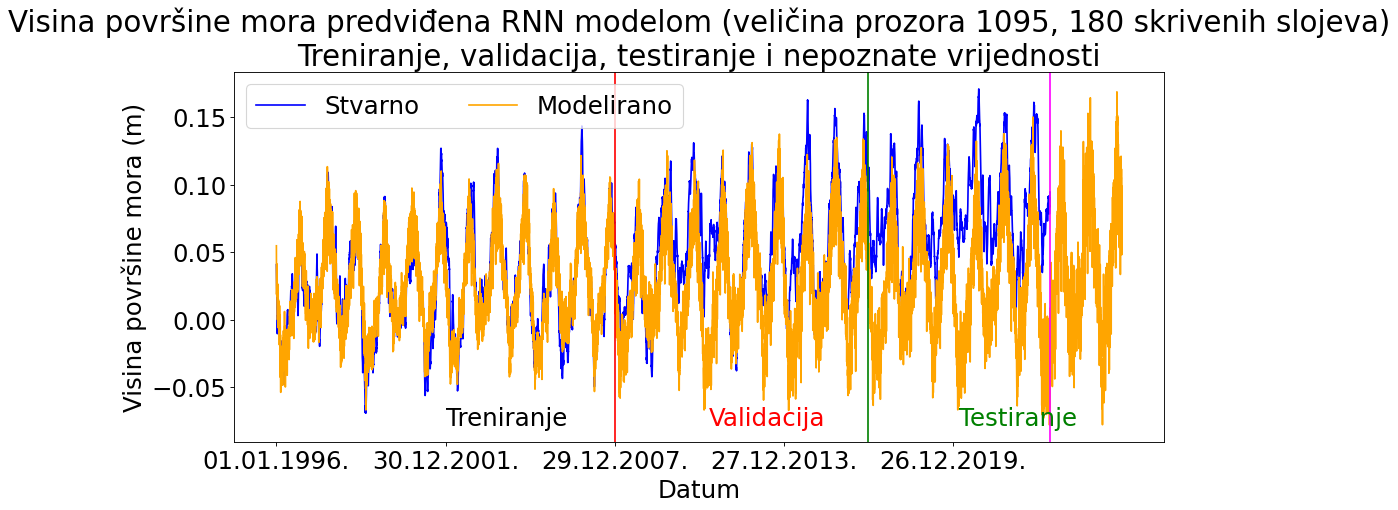 Visina površine mora predviđena RNN modelom (veličina prozora 1095, 180 skrivenih slojeva)
Treniranje, validacija, testiranje i nepoznate vrijednosti
Stvarno Modelirano
Visina površine mora (m)
0.15
0.10
0.05
0.00
−0.05
Treniranje Validacija Testiranje
01.01.1996. 30.12.2001. 29.12.2007. 27.12.2013. 26.12.2019.
Datum